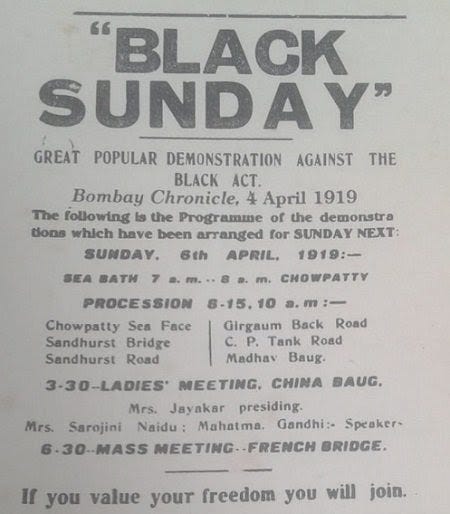 "BLACK
SUNDAY"
GREAT POPULAR DEMONSTRATION AGAINST THE
BLACK ACT.
Bombay Chronicle, 4 April 1919
The following is the Programme of the demonstra
tions which have been arranged for SUNDAY NEXT:
SUNDAY, 6th APRIL, 1919:—
SEA BATH 7 a. m. -- 8 a. m. CHOWPATTY
PROCESSION 8-15, 10 a. m :—
Chowpatty Sea Face | Girgaum Back Road
Sandhurst Bridge | C. P. Tank Road
Sandhurst Road | Madhav Baug.
3-30--LADIES' MEETING, CHINA BAUG.
Mrs. Jayakar presiding.
Mrs. Sarojini Naidu : Mahatma. Gandhi:- Speaker-
6-30--MASS MEETING--FRENCH BRIDGE.
If you value your freedom you will join.